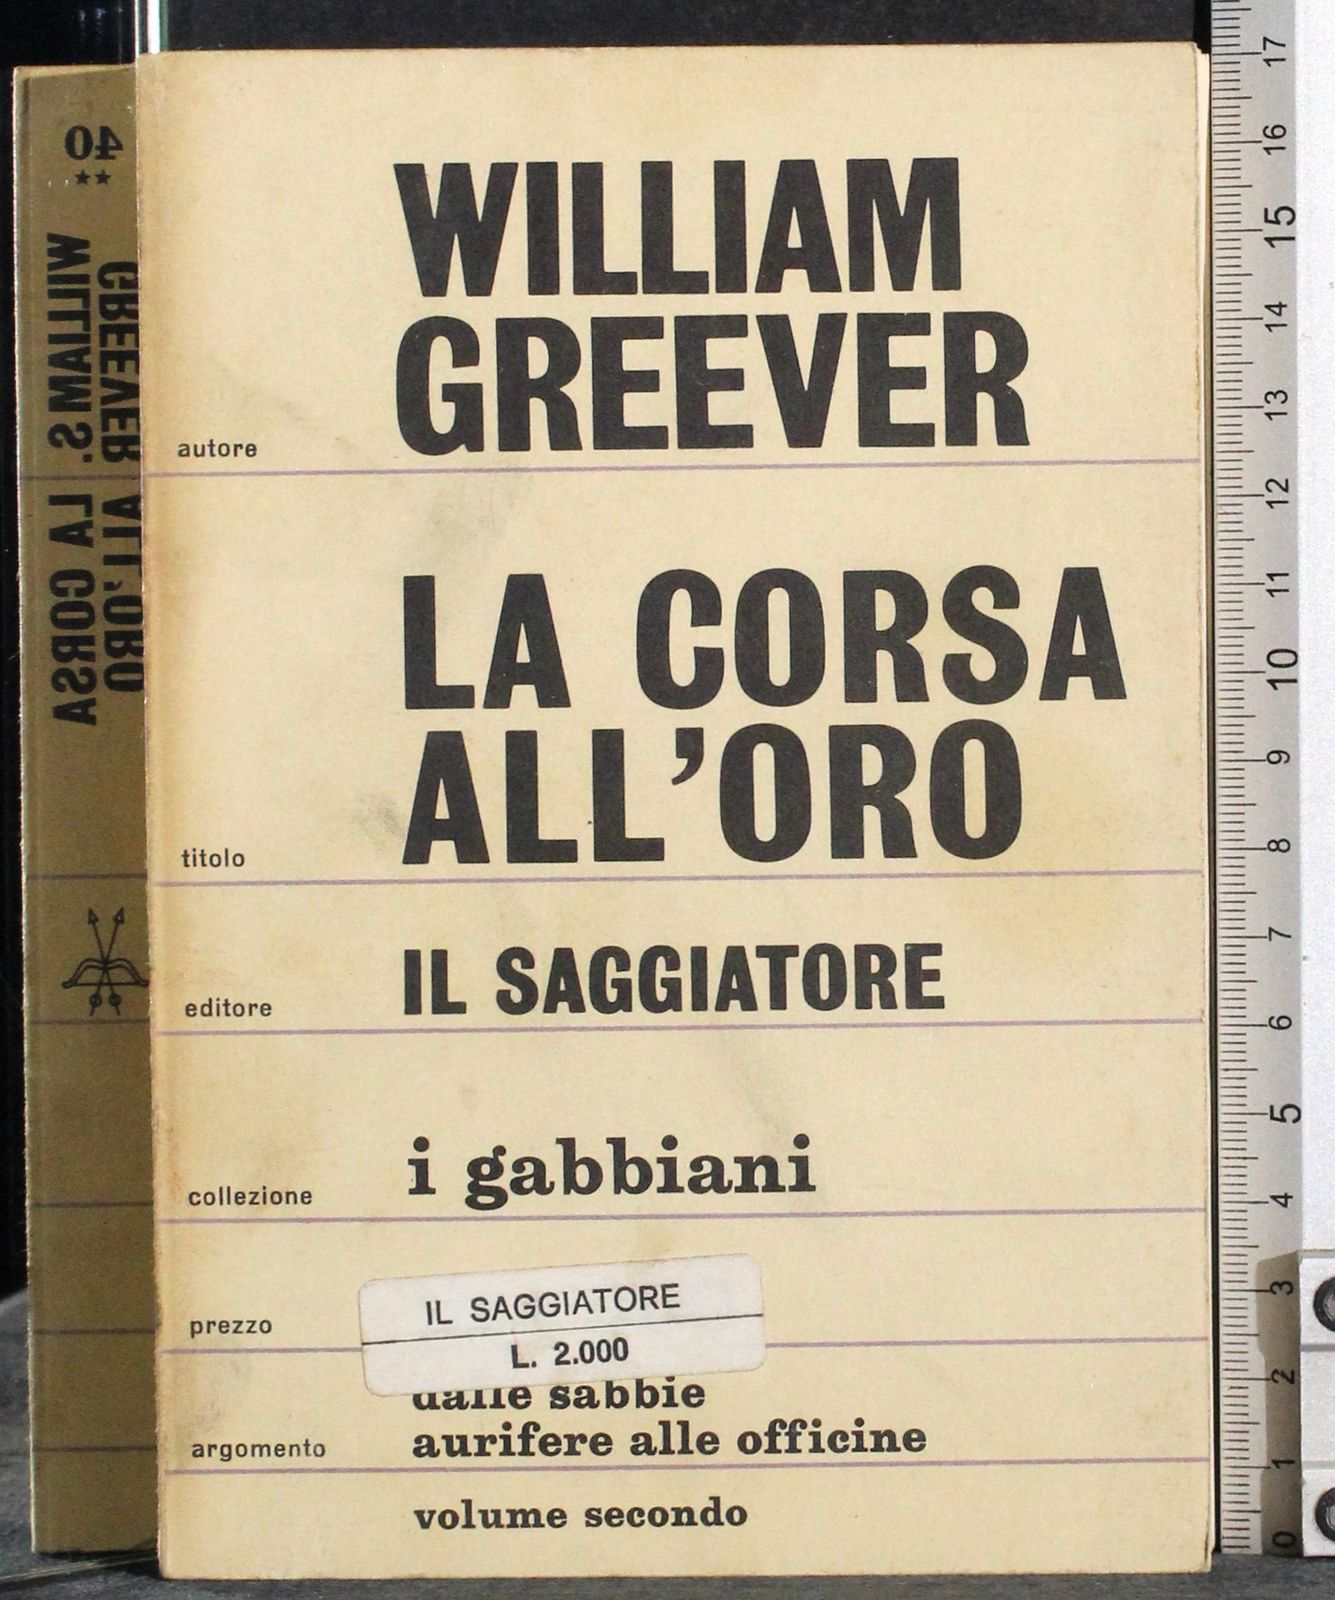 WILLIAM
GREEVER
autore
LA CORSA
ALL'ORO
titolo
IL SAGGIATORE
editore
i gabbiani
collezione
IL SAGGIATORE
prezzo
L. 2.000
dalle sabbie
aurifere alle officine
argomento
volume secondo
40
**
WILLIAM S. LA CORSA
GREEVER ALL'ORO
17
16
15
14
13
12
11
10
9
8
7
6
5
4
3
2
1
0